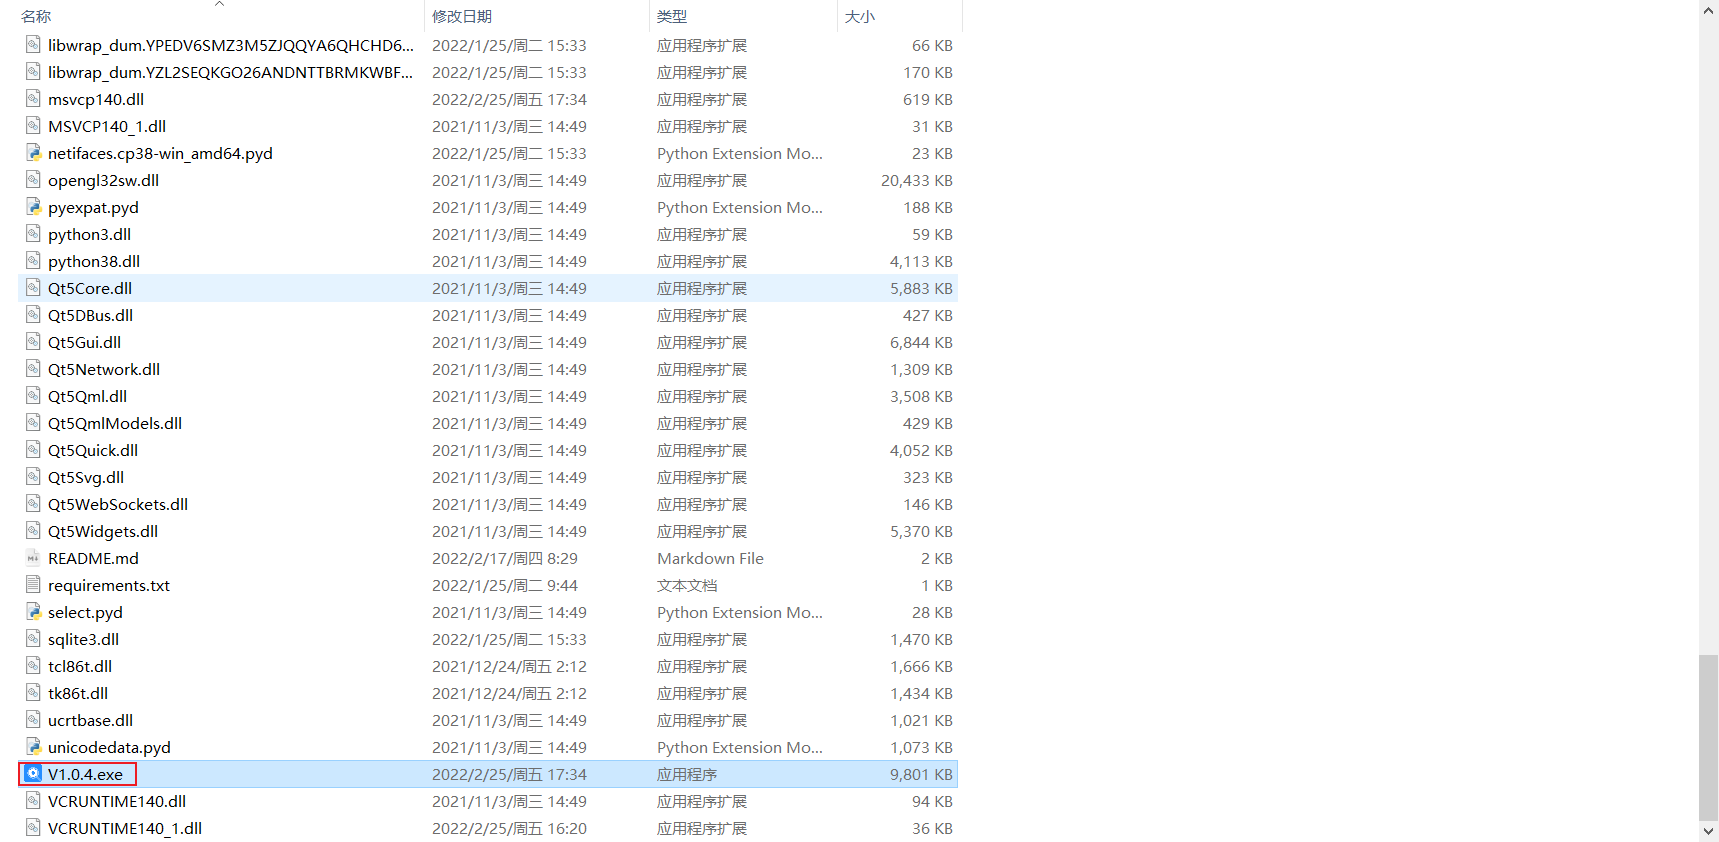 名称 修改日期 类型 大小
libwrap_dum.YPEDV6SMZ3M5ZJQQYA6QHCHD6... 2022/1/25/周二 15:33 应用程序扩展 66 KB
libwrap_dum.YZL2SEQKGO26ANDNTTBRMKWBF... 2022/1/25/周二 15:33 应用程序扩展 170 KB
msvcp140.dll 2022/2/25/周五 17:34 应用程序扩展 619 KB
MSVCP140_1.dll 2021/11/3/周三 14:49 应用程序扩展 31 KB
netifaces.cp38-win_amd64.pyd 2022/1/25/周二 15:33 Python Extension Mo... 23 KB
opengl32sw.dll 2021/11/3/周三 14:49 应用程序扩展 20,433 KB
pyexpat.pyd 2021/11/3/周三 14:49 Python Extension Mo... 188 KB
python3.dll 2021/11/3/周三 14:49 应用程序扩展 59 KB
python38.dll 2021/11/3/周三 14:49 应用程序扩展 4,113 KB
Qt5Core.dll 2021/11/3/周三 14:49 应用程序扩展 5,883 KB
Qt5DBus.dll 2021/11/3/周三 14:49 应用程序扩展 427 KB
Qt5Gui.dll 2021/11/3/周三 14:49 应用程序扩展 6,844 KB
Qt5Network.dll 2021/11/3/周三 14:49 应用程序扩展 1,309 KB
Qt5Qml.dll 2021/11/3/周三 14:49 应用程序扩展 3,508 KB
Qt5QmlModels.dll 2021/11/3/周三 14:49 应用程序扩展 429 KB
Qt5Quick.dll 2021/11/3/周三 14:49 应用程序扩展 4,052 KB
Qt5Svg.dll 2021/11/3/周三 14:49 应用程序扩展 323 KB
Qt5WebSockets.dll 2021/11/3/周三 14:49 应用程序扩展 146 KB
Qt5Widgets.dll 2021/11/3/周三 14:49 应用程序扩展 5,370 KB
README.md 2022/2/17/周四 8:29 Markdown File 2 KB
requirements.txt 2022/1/25/周二 9:44 文本文档 1 KB
select.pyd 2021/11/3/周三 14:49 Python Extension Mo... 28 KB
sqlite3.dll 2022/1/25/周二 15:33 应用程序扩展 1,470 KB
tcl86t.dll 2021/12/24/周五 2:12 应用程序扩展 1,666 KB
tk86t.dll 2021/12/24/周五 2:12 应用程序扩展 1,434 KB
ucrtbase.dll 2021/11/3/周三 14:49 应用程序扩展 1,021 KB
unicodedata.pyd 2021/11/3/周三 14:49 Python Extension Mo... 1,073 KB
V1.0.4.exe 2022/2/25/周五 17:34 应用程序 9,801 KB
VCRUNTIME140.dll 2021/11/3/周三 14:49 应用程序扩展 94 KB
VCRUNTIME140_1.dll 2022/2/25/周五 16:20 应用程序扩展 36 KB